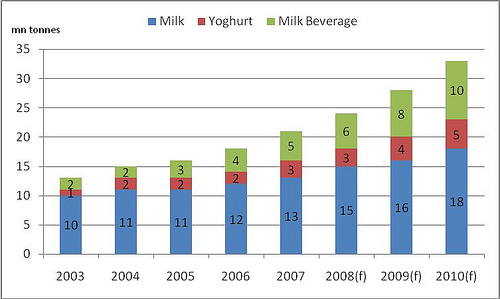 Milk Yoghurt Milk Beverage
mn tonnes
35
30
25
20
15
10
5
0
2 2 3 4 5 6 8 10
1 2 2 2 3 3 4 5
10 11 11 12 13 15 16 18
2003 2004 2005 2006 2007 2008(f) 2009(f) 2010(f)